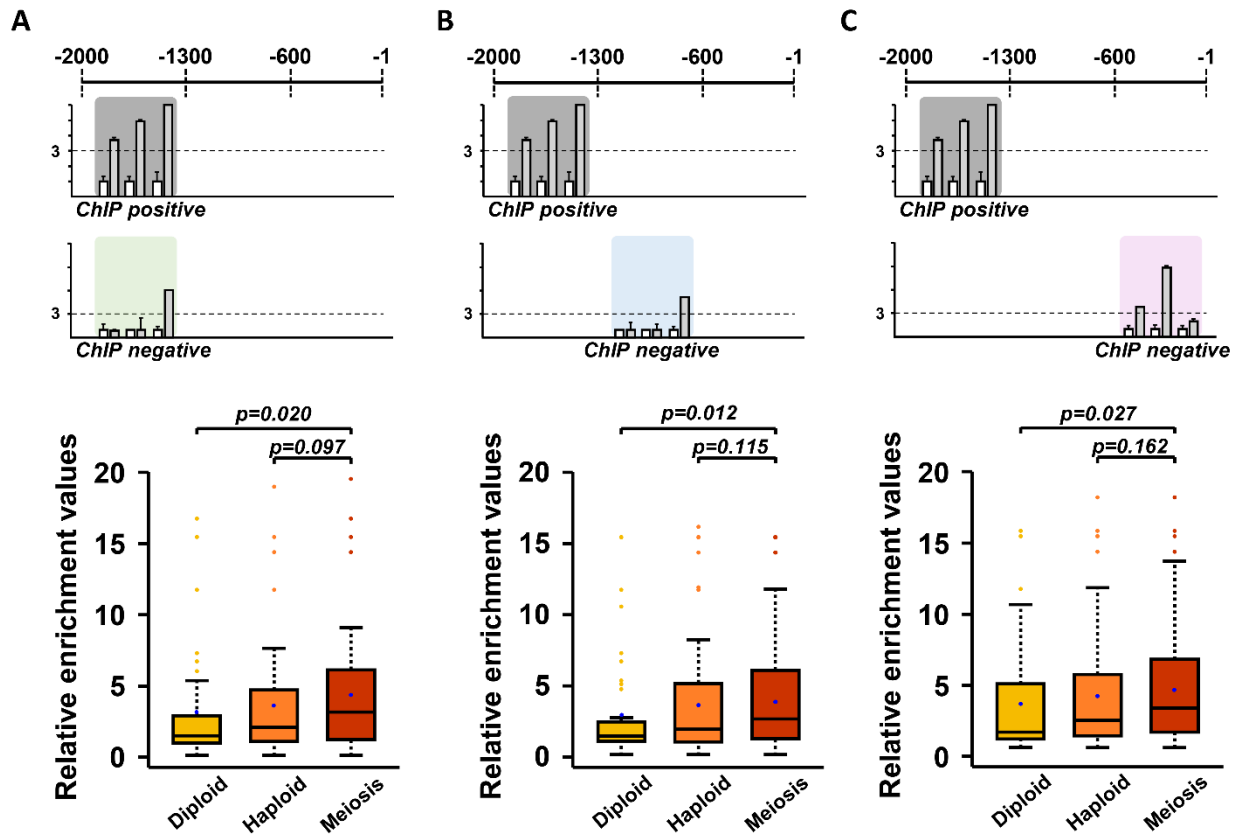 A
-2000 -1300 -600 -1
3
ChIP positive
3
ChIP negative
p=0.020
p=0.097
Relative enrichment values
20
15
10
5
0
Diploid Haploid Meiosis
B
-2000 -1300 -600 -1
ChIP positive
3
ChIP negative
p=0.012
p=0.115
Relative enrichment values
20
15
10
5
0
Diploid Haploid Meiosis
C
-2000 -1300 -600 -1
3
ChIP positive
3
ChIP negative
p=0.027
p=0.162
Relative enrichment values
20
15
10
5
0
Diploid Haploid Meiosis